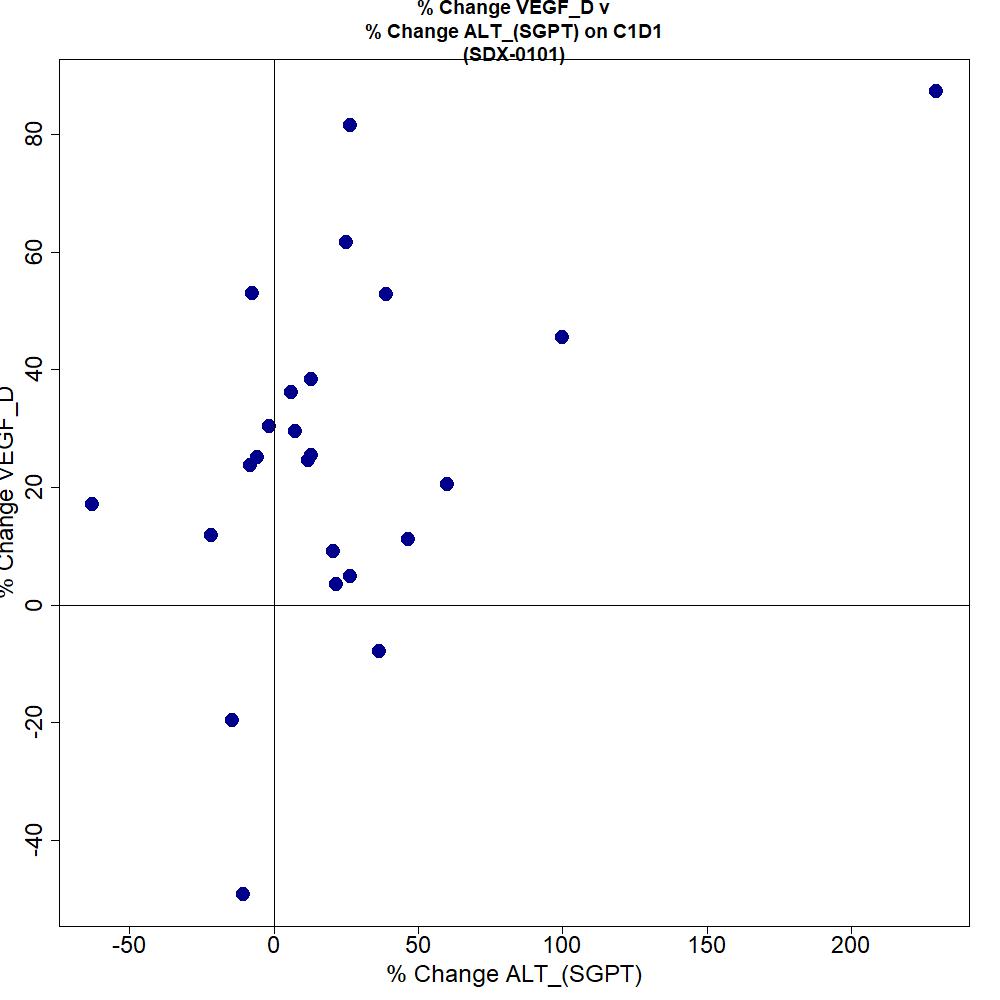 % Change VEGF_D v
% Change ALT_(SGPT) on C1D1
(SDX-0101)
% Change VEGF_D
80
60
40
20
0
-20
-40
-50 0 50 100 150 200
% Change ALT_(SGPT)